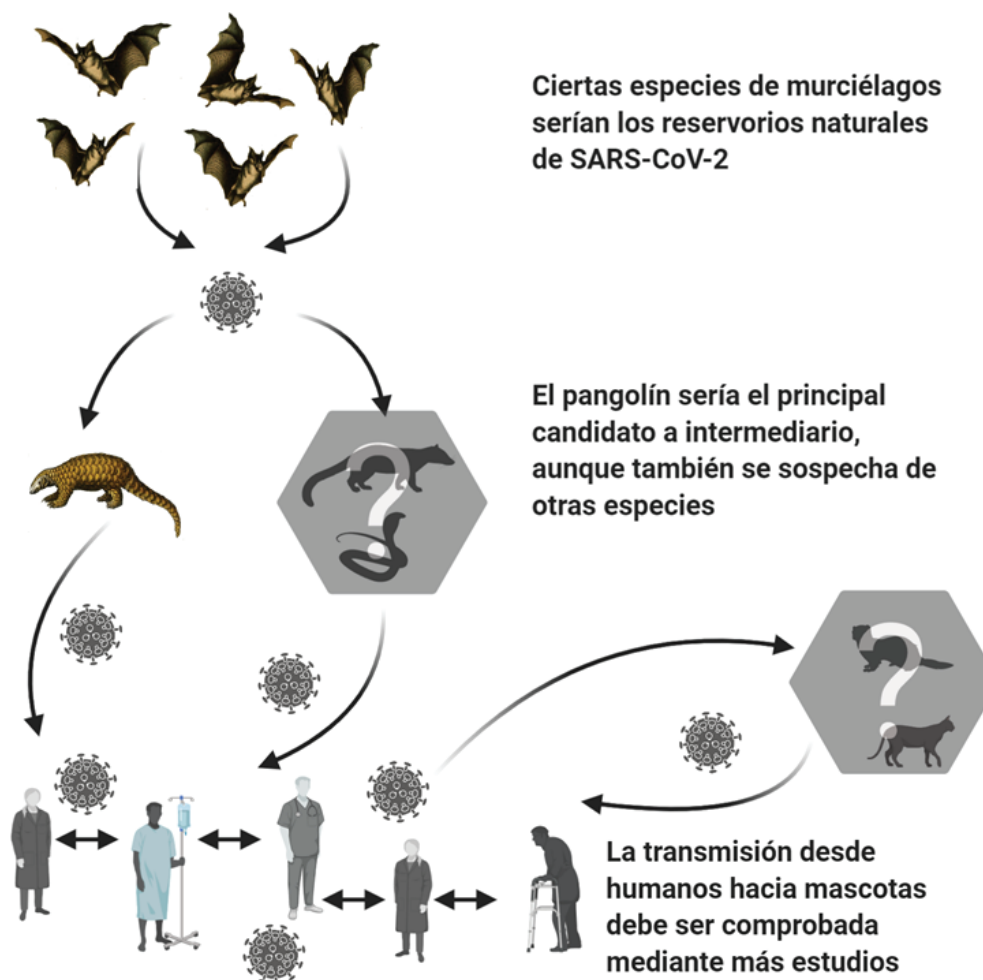 Ciertas especies de murciélagos
serían los reservorios naturales
de SARS-CoV-2
El pangolín sería el principal
candidato a intermediario,
aunque también se sospecha de
otras especies
?
?
La transmisión desde
humanos hacia mascotas
debe ser comprobada
mediante más estudios